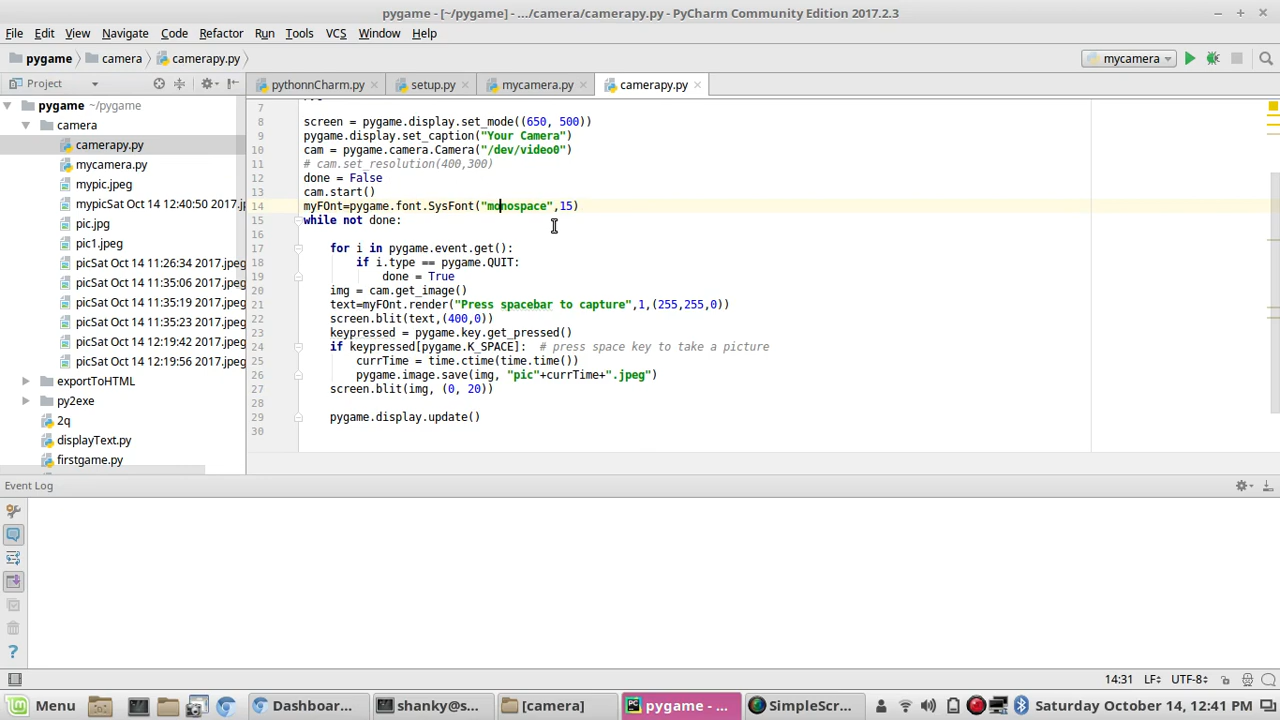 pygame - [~/pygame] - .../camera/camerapy.py - PyCharm Community Edition 2017.2.3
File Edit View Navigate Code Refactor Run Tools VCS Window Help
pygame camera camerapy.py mycamera
Project pythonnCharm.py setup.py mycamera.py camerapy.py
pygame ~/pygame
camera
camerapy.py
mycamera.py
mypic.jpeg
mypicSat Oct 14 12:40:50 2017.j
pic.jpg
pic1.jpeg
picSat Oct 14 11:26:34 2017.jpeg
picSat Oct 14 11:35:06 2017.jpeg
picSat Oct 14 11:35:19 2017.jpeg
picSat Oct 14 11:35:23 2017.jpeg
picSat Oct 14 12:19:42 2017.jpeg
picSat Oct 14 12:19:56 2017.jpeg
exportToHTML
py2exe
2q
displayText.py
firstgame.py
7
8 screen = pygame.display.set_mode((650, 500))
9 pygame.display.set_caption("Your Camera")
10 cam = pygame.camera.Camera("/dev/video0")
11 # cam.set_resolution(400,300)
12 done = False
13 cam.start()
14 myFOnt=pygame.font.SysFont("monospace",15)
15 while not done:
16
17 for i in pygame.event.get():
18 if i.type == pygame.QUIT:
19 done = True
20 img = cam.get_image()
21 text=myFOnt.render("Press spacebar to capture",1,(255,255,0))
22 screen.blit(text,(400,0))
23 keypressed = pygame.key.get_pressed()
24 if keypressed[pygame.K_SPACE]: # press space key to take a picture
25 currTime = time.ctime(time.time())
26 pygame.image.save(img, "pic"+currTime+".jpeg")
27 screen.blit(img, (0, 20))
28
29 pygame.display.update()
30
Event Log
14:31 LF÷ UTF-8÷
Menu Dashboar... shanky@s... [camera] pygame - ... SimpleScr... Saturday October 14, 12:41 PM